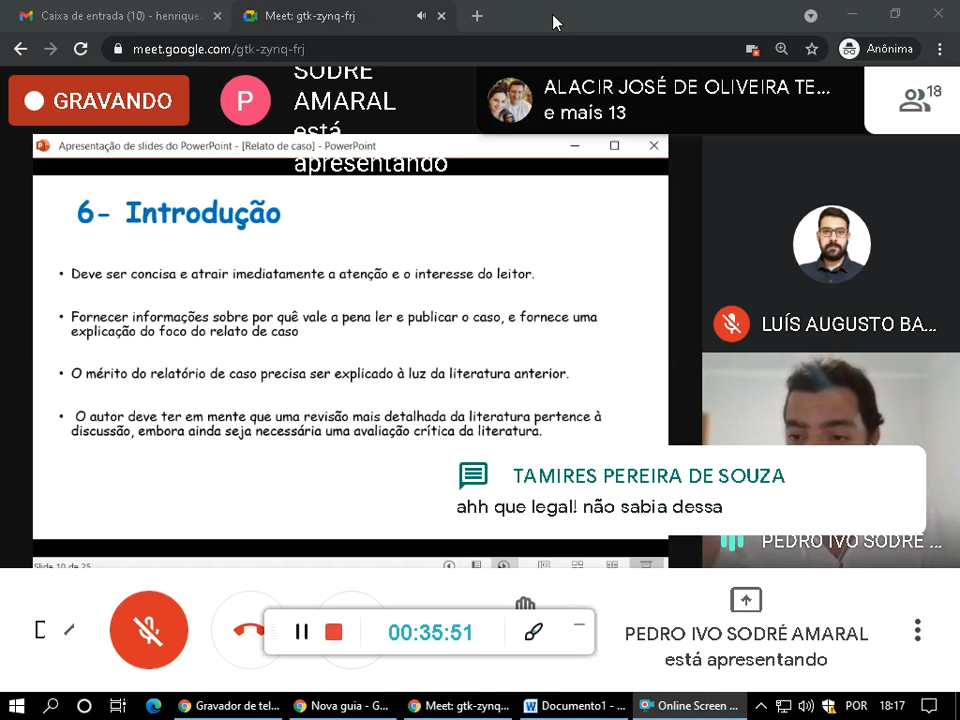 Caixa de entrada (10) - henrique.
Meet: gtk-zynq-frj
meet.google.com/gtk-zynq-frj
Anônima
GRAVANDO
P
SODRÉ
AMARAL
está
apresentando
ALACIR JOSÉ DE OLIVEIRA TE...
e mais 13
18
Apresentação de slides do PowerPoint - [Relato de caso] - PowerPoint
6- Introdução
• Deve ser concisa e atrair imediatamente a atenção e o interesse do leitor.
• Fornecer informações sobre por quê vale a pena ler e publicar o caso, e fornece uma
explicação do foco do relato de caso
• O mérito do relatório de caso precisa ser explicado à luz da literatura anterior.
• O autor deve ter em mente que uma revisão mais detalhada da literatura pertence à
discussão, embora ainda seja necessária uma avaliação crítica da literatura.
LUÍS AUGUSTO BA...
TAMIRES PEREIRA DE SOUZA
ahh que legal! não sabia dessa
PEDRO IVO SODRÉ ...
Slide 10 de 25
00:35:51
PEDRO IVO SODRÉ AMARAL
está apresentando
Gravador de tel...
Nova guia - G...
Meet: gtk-zynq...
Documento1 - ...
Online Screen ...
POR
18:17